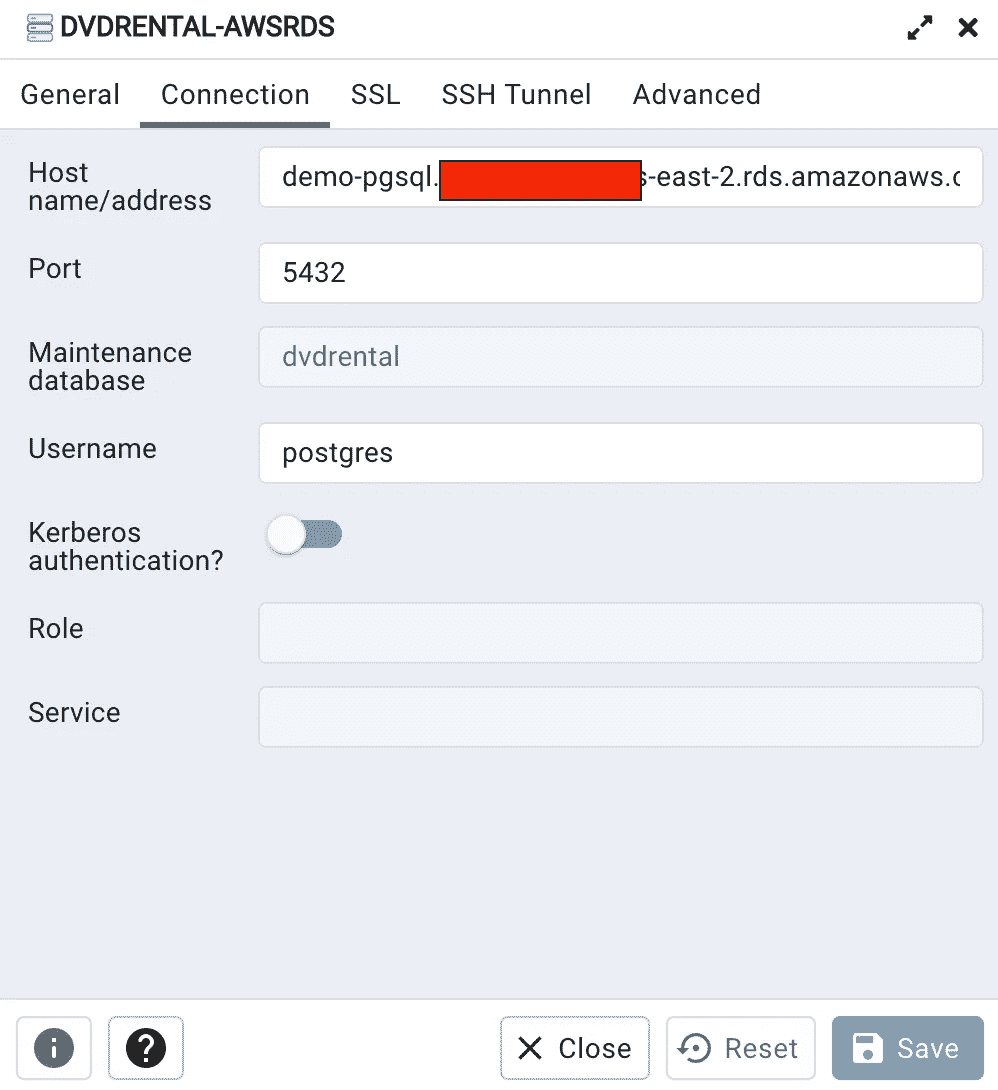 DVDRENTAL-AWSRDS
General Connection SSL SSH Tunnel Advanced
Host
name/address
demo-pgsql. s-east-2.rds.amazonaws.c
Port
5432
Maintenance
database
dvdrental
Username
postgres
Kerberos
authentication?
Role
Service
i ? Close Reset Save